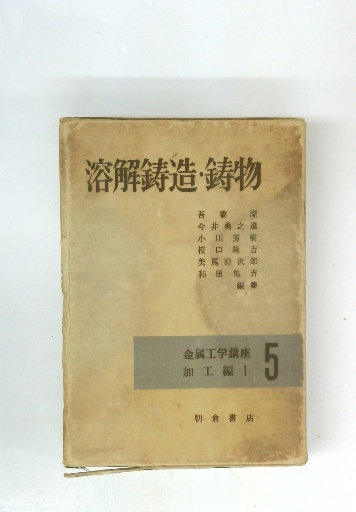 溶解鋳造・鋳物
吾妻 潔
今井勇之進
小川芳樹
桜口隆吉
美馬源次郎
和田亀吉
編集
金属工学講座 5
加工編 I
朝倉書店